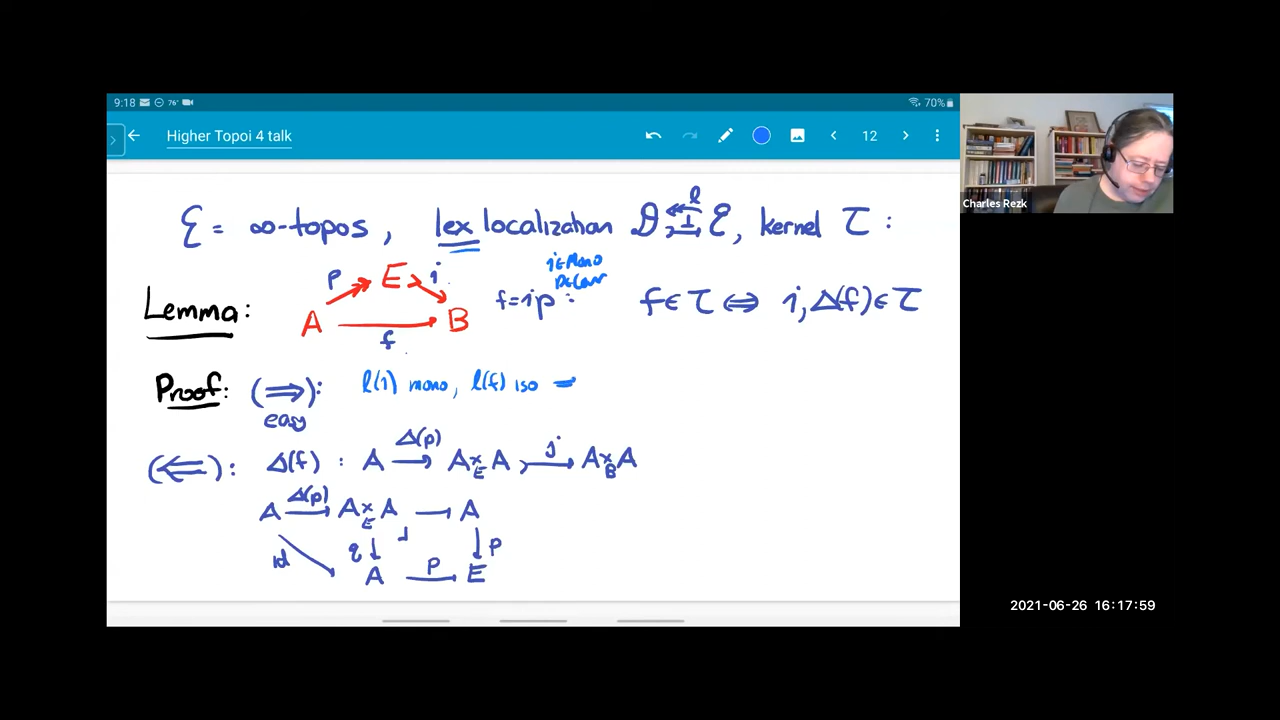 9:18 76° 70%
Higher Topoi 4 talk 12
ℰ = ∞-topos, lex localization 𝒟 ⊥ ℰ, kernel 𝒯 :
l
Charles Rezk
p E i
Lemma: A B
f
f=ip :
i∈Mono
f∈𝒯 ⟺ i, Δ(f)∈𝒯
Proof: (⟹): l(i) mono, l(f) iso
easy
(⟸): Δ(f) : A →^{Δ(p)} A×_E A ↣^{j} A×_B A
A →^{Δ(p)} A×_E A → A
id q ↓ ⌟ ↓ p
A →^{p} E
2021-06-26 16:17:59